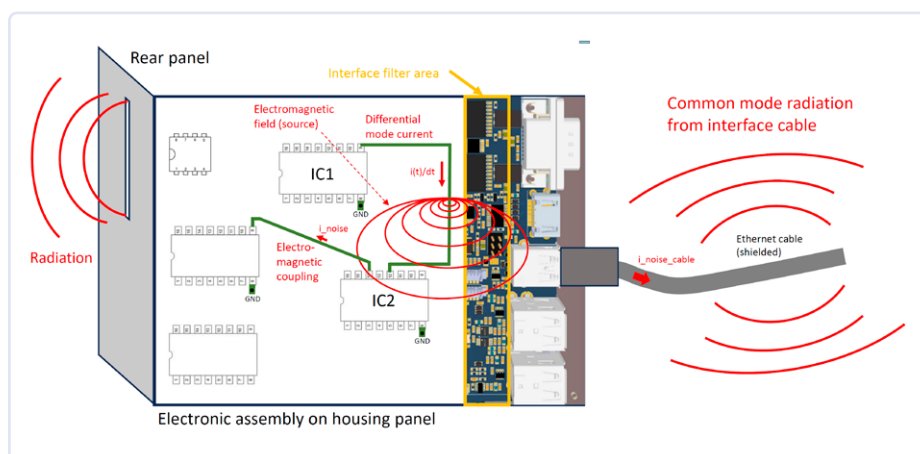 Rear panel
Interface filter area
Electromagnetic
field (source)
Differential
mode current
Common mode radiation
from interface cable
IC1
i(t)/dt
GND
i_noise
Electro-
magnetic
coupling
Radiation
Ethernet cable
(shielded)
i_noise_cable
IC2
GND
GND
Electronic assembly on housing panel